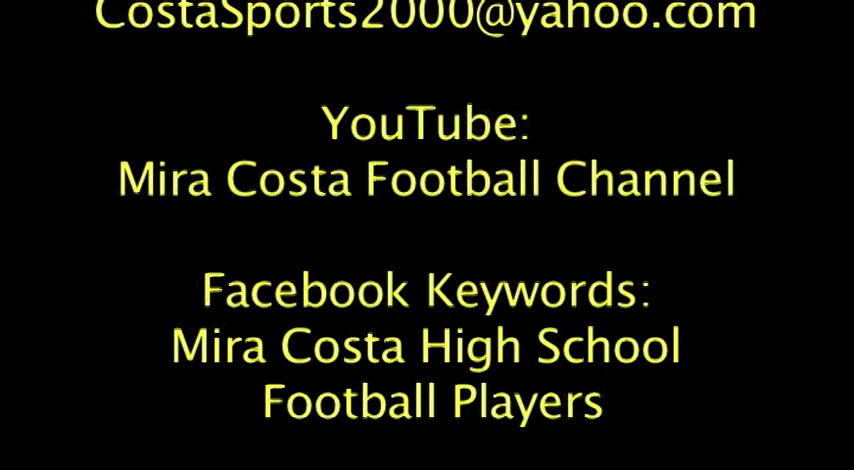 CostaSports2000@yahoo.com
YouTube:
Mira Costa Football Channel
Facebook Keywords:
Mira Costa High School
Football Players